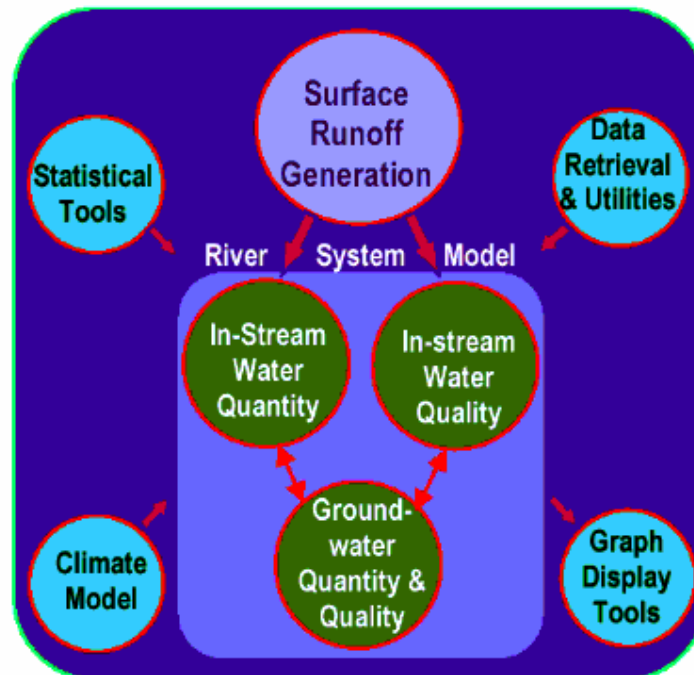 Surface
Runoff
Generation
Statistical
Tools
Data
Retrieval
& Utilities
River System Model
In-Stream
Water
Quantity
In-stream
Water
Quality
Ground-
water
Quantity &
Quality
Climate
Model
Graph
Display
Tools